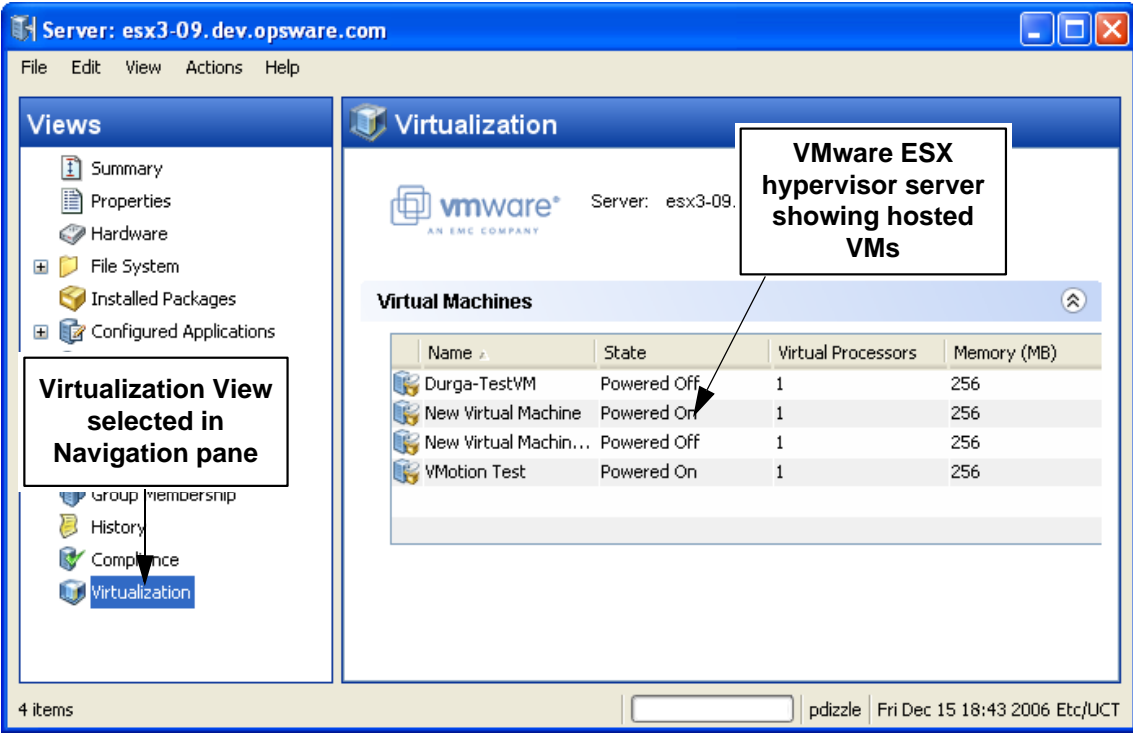 Server: esx3-09.dev.opsware.com
File Edit View Actions Help
Views
Summary
Properties
Hardware
File System
Installed Packages
Configured Applications
Virtualization View
selected in
Navigation pane
Group Membership
History
Compliance
Virtualization
Virtualization
VMware ESX
hypervisor server
showing hosted
VMs
vmware®
AN EMC COMPANY
Server: esx3-09.
Virtual Machines
Name State Virtual Processors Memory (MB)
Durga-TestVM Powered Off 1 256
New Virtual Machine Powered On 1 256
New Virtual Machin... Powered Off 1 256
VMotion Test Powered On 1 256
4 items pdizzle Fri Dec 15 18:43 2006 Etc/UCT